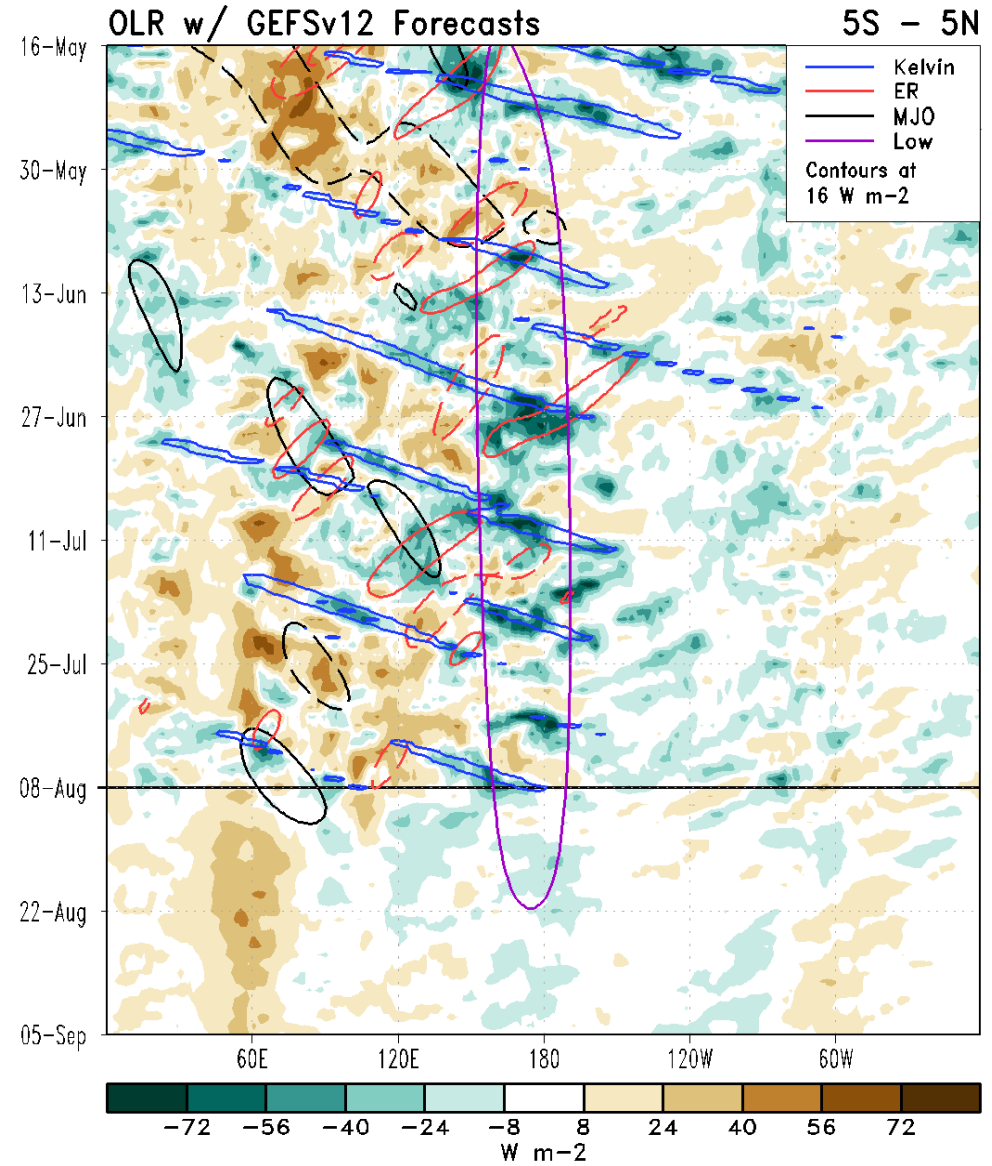 OLR w/ GEFSv12 Forecasts 5S - 5N
16-May
30-May
13-Jun
27-Jun
11-Jul
25-Jul
08-Aug
22-Aug
05-Sep
Kelvin
ER
MJO
Low
Contours at
16 W m-2
60E 120E 180 120W 60W
-72 -56 -40 -24 -8 8 24 40 56 72
W m-2